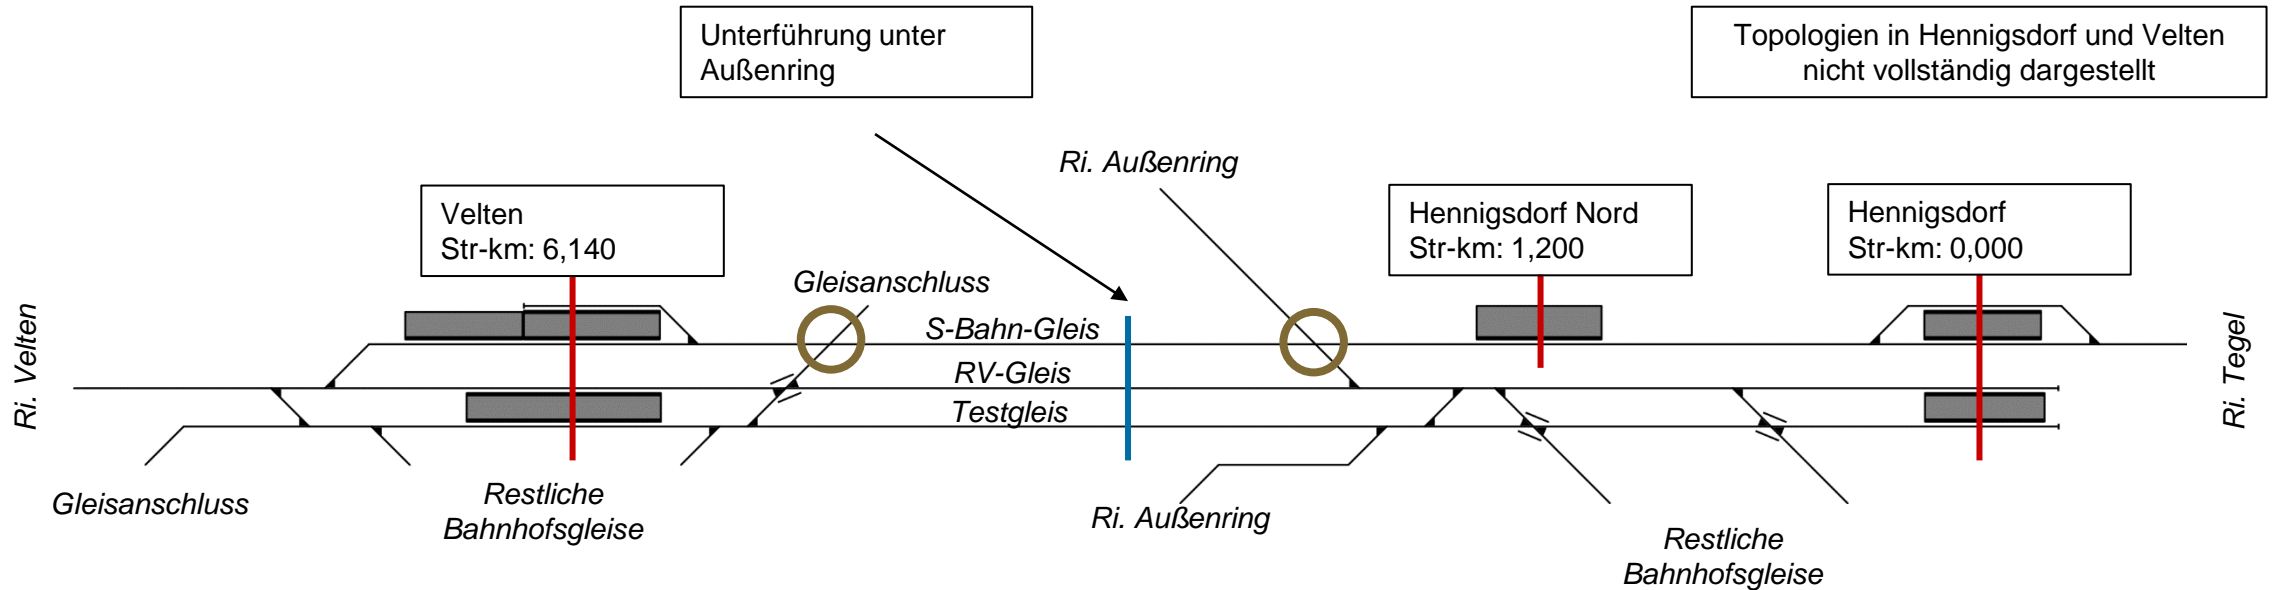 Unterführung unter
Außenring
Topologien in Hennigsdorf und Velten
nicht vollständig dargestellt
Ri. Außenring
Velten
Str-km: 6,140
Hennigsdorf Nord
Str-km: 1,200
Hennigsdorf
Str-km: 0,000
Gleisanschluss
Ri. Velten
S-Bahn-Gleis
RV-Gleis
Testgleis
Ri. Tegel
Gleisanschluss
Restliche
Bahnhofsgleise
Ri. Außenring
Restliche
Bahnhofsgleise